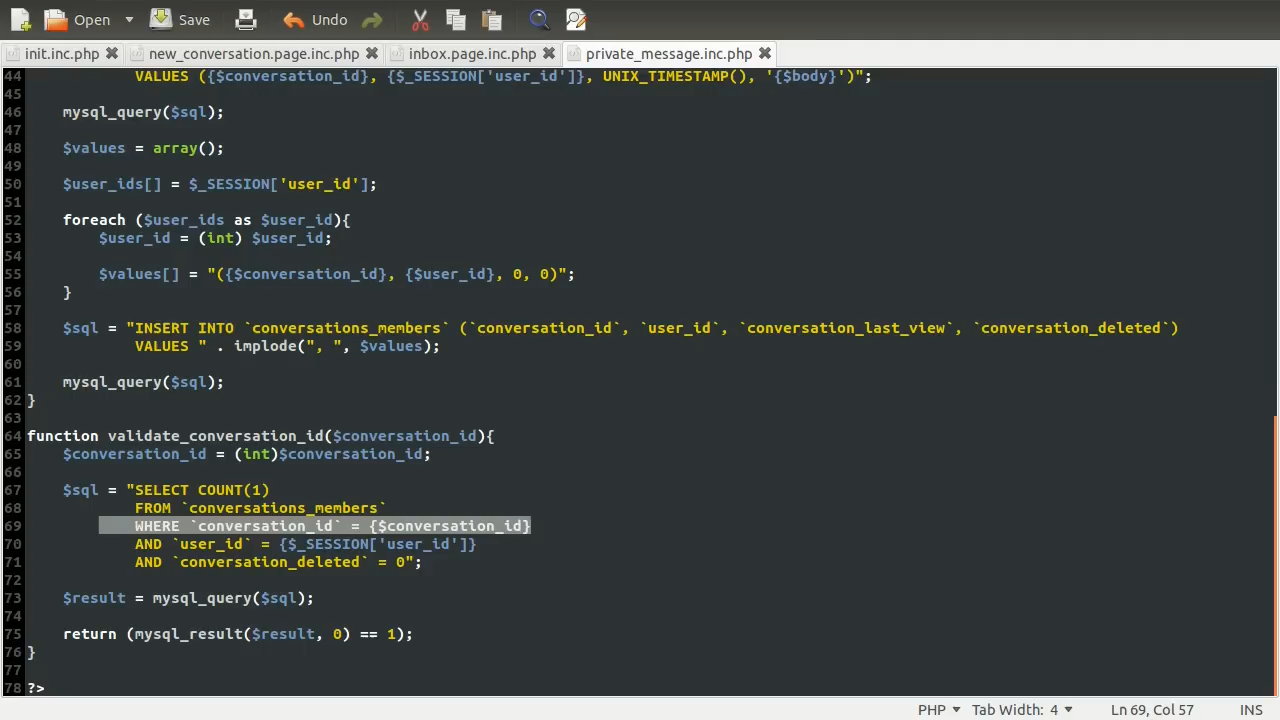 Open Save Undo
init.inc.php new_conversation.page.inc.php inbox.page.inc.php private_message.inc.php
44 VALUES ({$conversation_id}, {$_SESSION['user_id']}, UNIX_TIMESTAMP(), '{$body}')";
45
46 mysql_query($sql);
47
48 $values = array();
49
50 $user_ids[] = $_SESSION['user_id'];
51
52 foreach ($user_ids as $user_id){
53 $user_id = (int) $user_id;
54
55 $values[] = "({$conversation_id}, {$user_id}, 0, 0)";
56 }
57
58 $sql = "INSERT INTO `conversations_members` (`conversation_id`, `user_id`, `conversation_last_view`, `conversation_deleted`)
59 VALUES " . implode(", ", $values);
60
61 mysql_query($sql);
62 }
63
64 function validate_conversation_id($conversation_id){
65 $conversation_id = (int)$conversation_id;
66
67 $sql = "SELECT COUNT(1)
68 FROM `conversations_members`
69 WHERE `conversation_id` = {$conversation_id}
70 AND `user_id` = {$_SESSION['user_id']}
71 AND `conversation_deleted` = 0";
72
73 $result = mysql_query($sql);
74
75 return (mysql_result($result, 0) == 1);
76 }
77
78 ?>
PHP Tab Width: 4 Ln 69, Col 57 INS